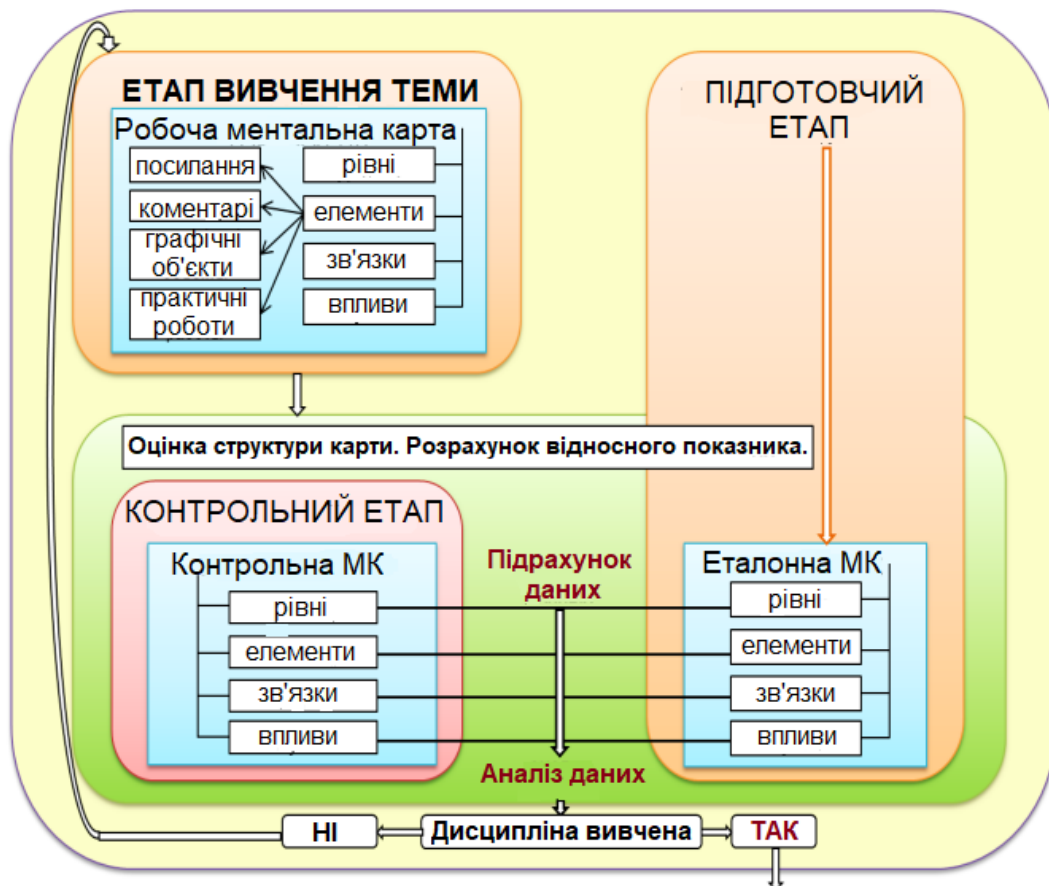 ЕТАП ВИВЧЕННЯ ТЕМИ
Робоча ментальна карта
посилання
коментарі
графічні
об'єкти
практичні
роботи
рівні
елементи
зв'язки
впливи
ПІДГОТОВЧИЙ
ЕТАП
Оцінка структури карти. Розрахунок відносного показника.
КОНТРОЛЬНИЙ ЕТАП
Контрольна МК
рівні
елементи
зв'язки
впливи
Підрахунок
даних
Аналіз даних
Еталонна МК
рівні
елементи
зв'язки
впливи
НІ
Дисципліна вивчена
ТАК